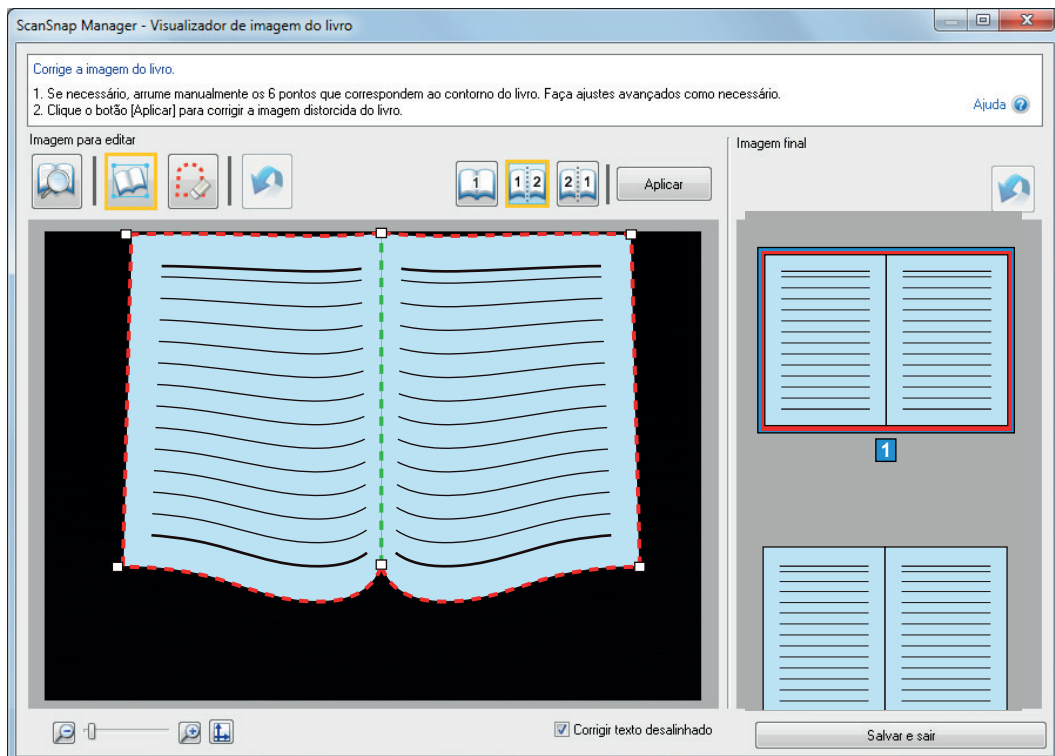 ScanSnap Manager - Visualizador de imagem do livro
Corrige a imagem do livro.
1. Se necessário, arrume manualmente os 6 pontos que correspondem ao contorno do livro. Faça ajustes avançados como necessário.
2. Clique o botão [Aplicar] para corrigir a imagem distorcida do livro.
Ajuda
Imagem para editar
Imagem final
1
1 2
2 1
Aplicar
1
Corrigir texto desalinhado
Salvar e sair